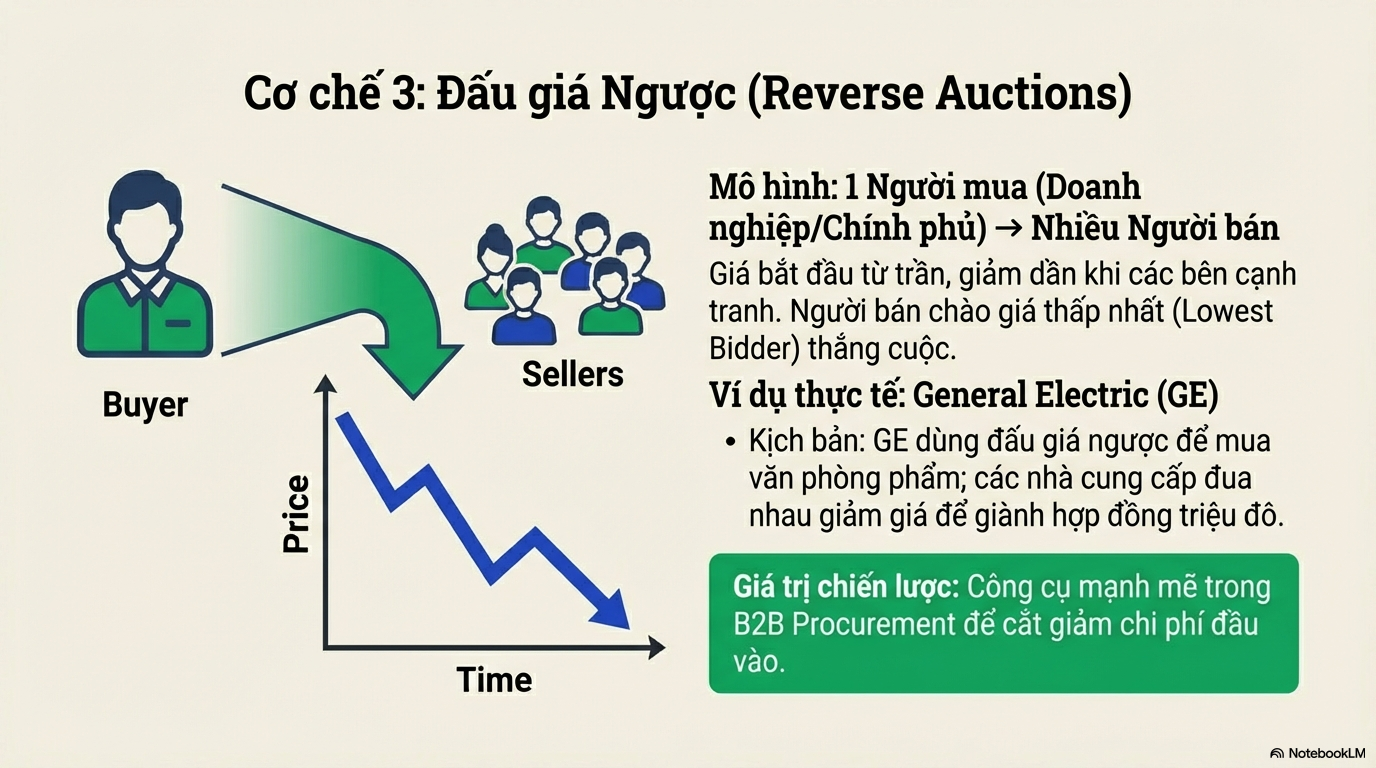 Cơ chế 3: Đấu giá Ngược (Reverse Auctions)
Buyer
Sellers
Price
Time
Mô hình: 1 Người mua (Doanh
nghiệp/Chính phủ) → Nhiều Người bán
Giá bắt đầu từ trần, giảm dần khi các bên cạnh
tranh. Người bán chào giá thấp nhất (Lowest
Bidder) thắng cuộc.
Ví dụ thực tế: General Electric (GE)
• Kịch bản: GE dùng đấu giá ngược để mua
văn phòng phẩm; các nhà cung cấp đua
nhau giảm giá để giành hợp đồng triệu đô.
Giá trị chiến lược: Công cụ mạnh mẽ trong
B2B Procurement để cắt giảm chi phí đầu
vào.
NotebookLM